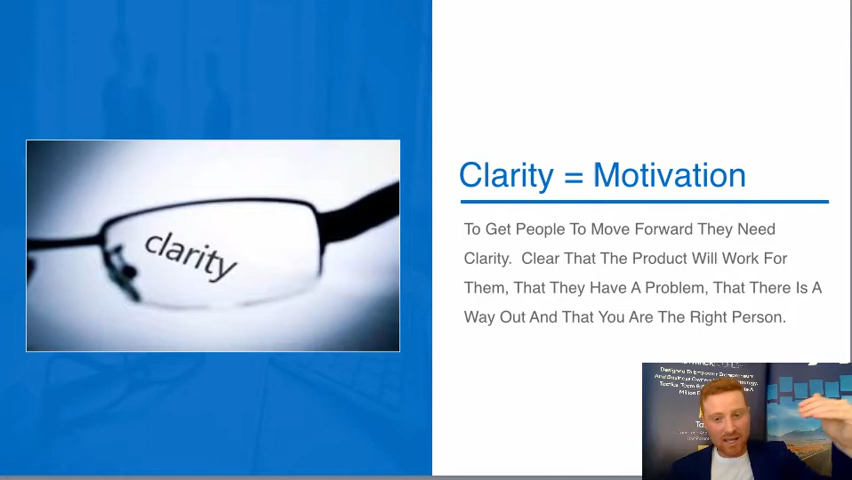 clarity
Clarity = Motivation
To Get People To Move Forward They Need
Clarity.  Clear That The Product Will Work For
Them, That They Have A Problem, That There Is A
Way Out And That You Are The Right Person.